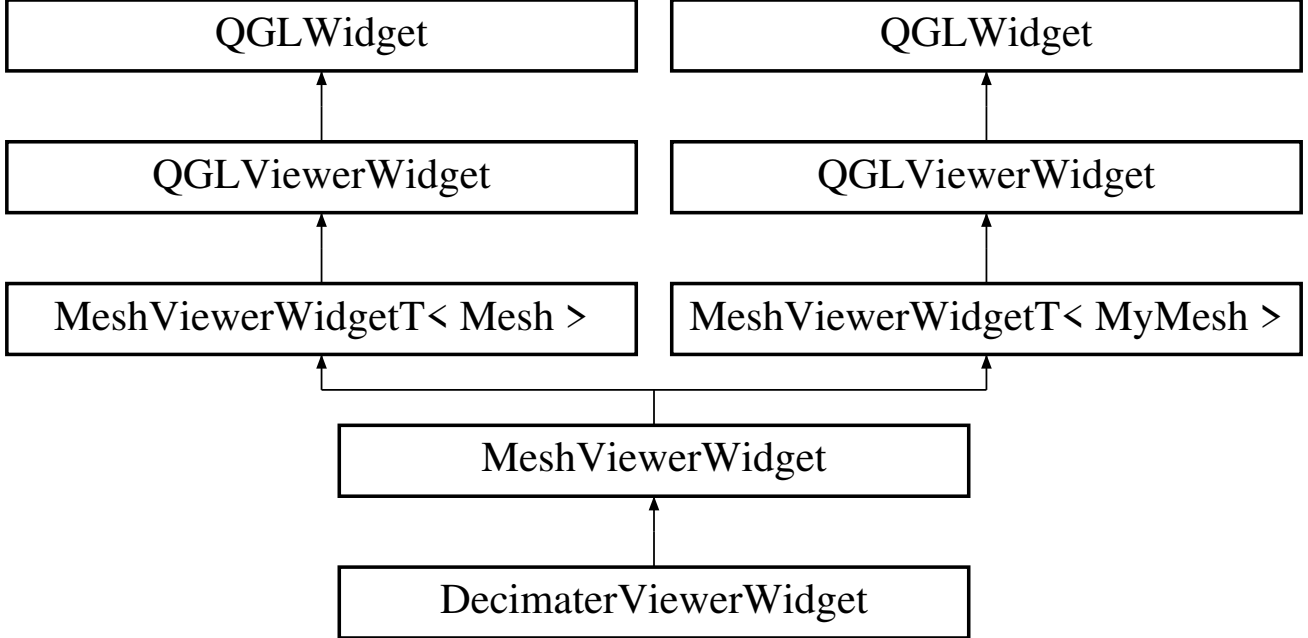 QGLWidget
QGLWidget
QGLViewerWidget
QGLViewerWidget
MeshViewerWidgetT< Mesh >
MeshViewerWidgetT< MyMesh >
MeshViewerWidget
DecimaterViewerWidget